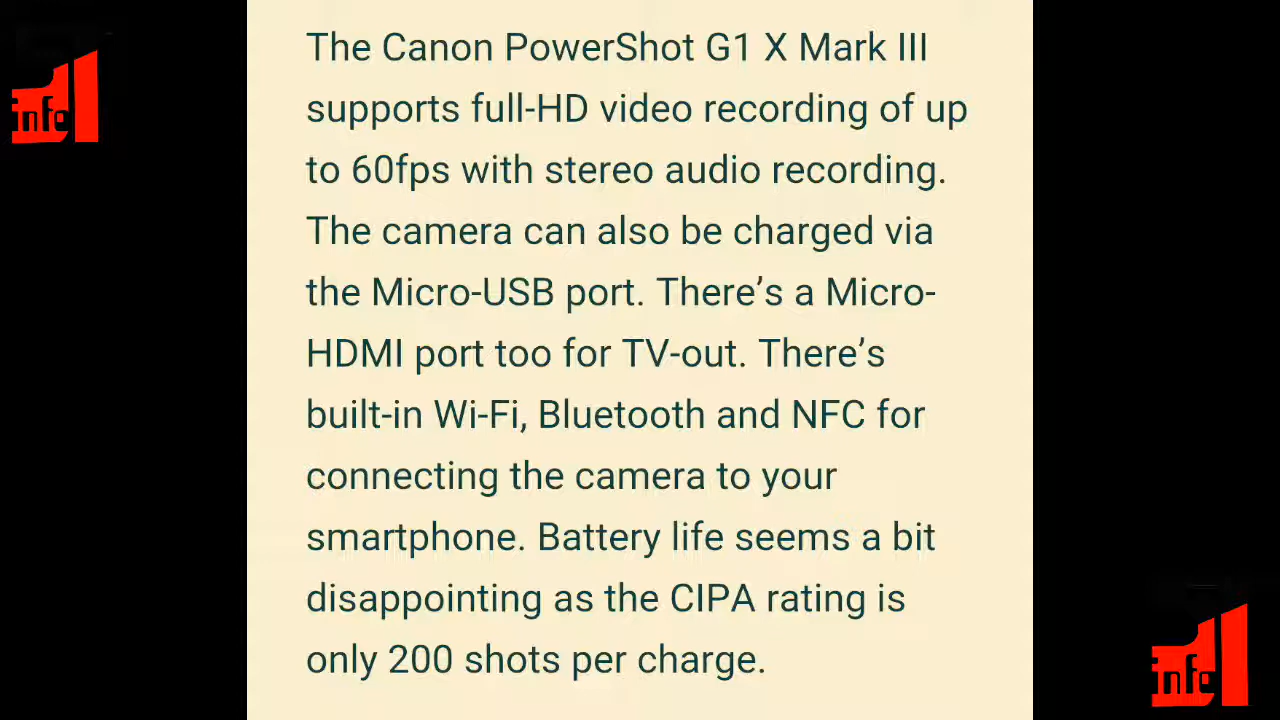 The Canon PowerShot G1 X Mark III
supports full-HD video recording of up
to 60fps with stereo audio recording.
The camera can also be charged via
the Micro-USB port. There’s a Micro-
HDMI port too for TV-out. There’s
built-in Wi-Fi, Bluetooth and NFC for
connecting the camera to your
smartphone. Battery life seems a bit
disappointing as the CIPA rating is
only 200 shots per charge.
info
info